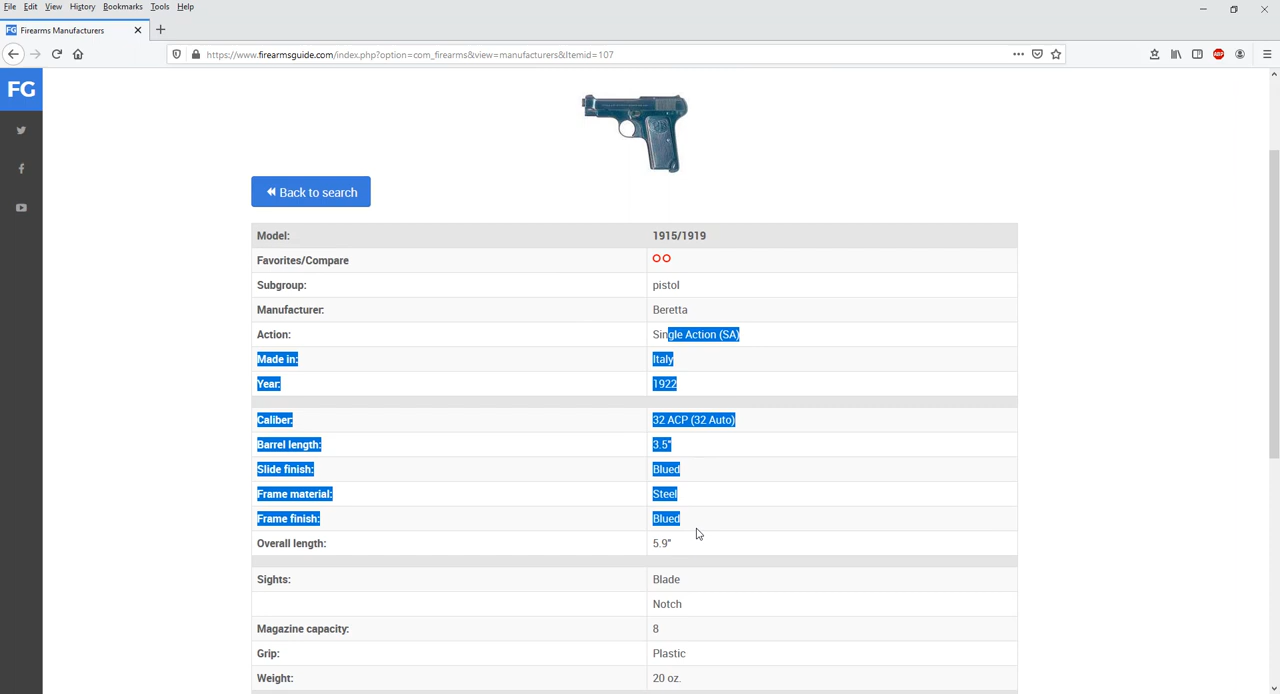 File Edit View History Bookmarks Tools Help
FG Firearms Manufacturers
https://www.firearmsguide.com/index.php?option=com_firearms&view=manufacturers&Itemid=107
ABP
FG
Back to search
Model: 1915/1919
Favorites/Compare
Subgroup: pistol
Manufacturer: Beretta
Action: Single Action (SA)
Made in: Italy
Year: 1922
Caliber: 32 ACP (32 Auto)
Barrel length: 3.5"
Slide finish: Blued
Frame material: Steel
Frame finish: Blued
Overall length: 5.9"
Sights: Blade
Notch
Magazine capacity: 8
Grip: Plastic
Weight: 20 oz.